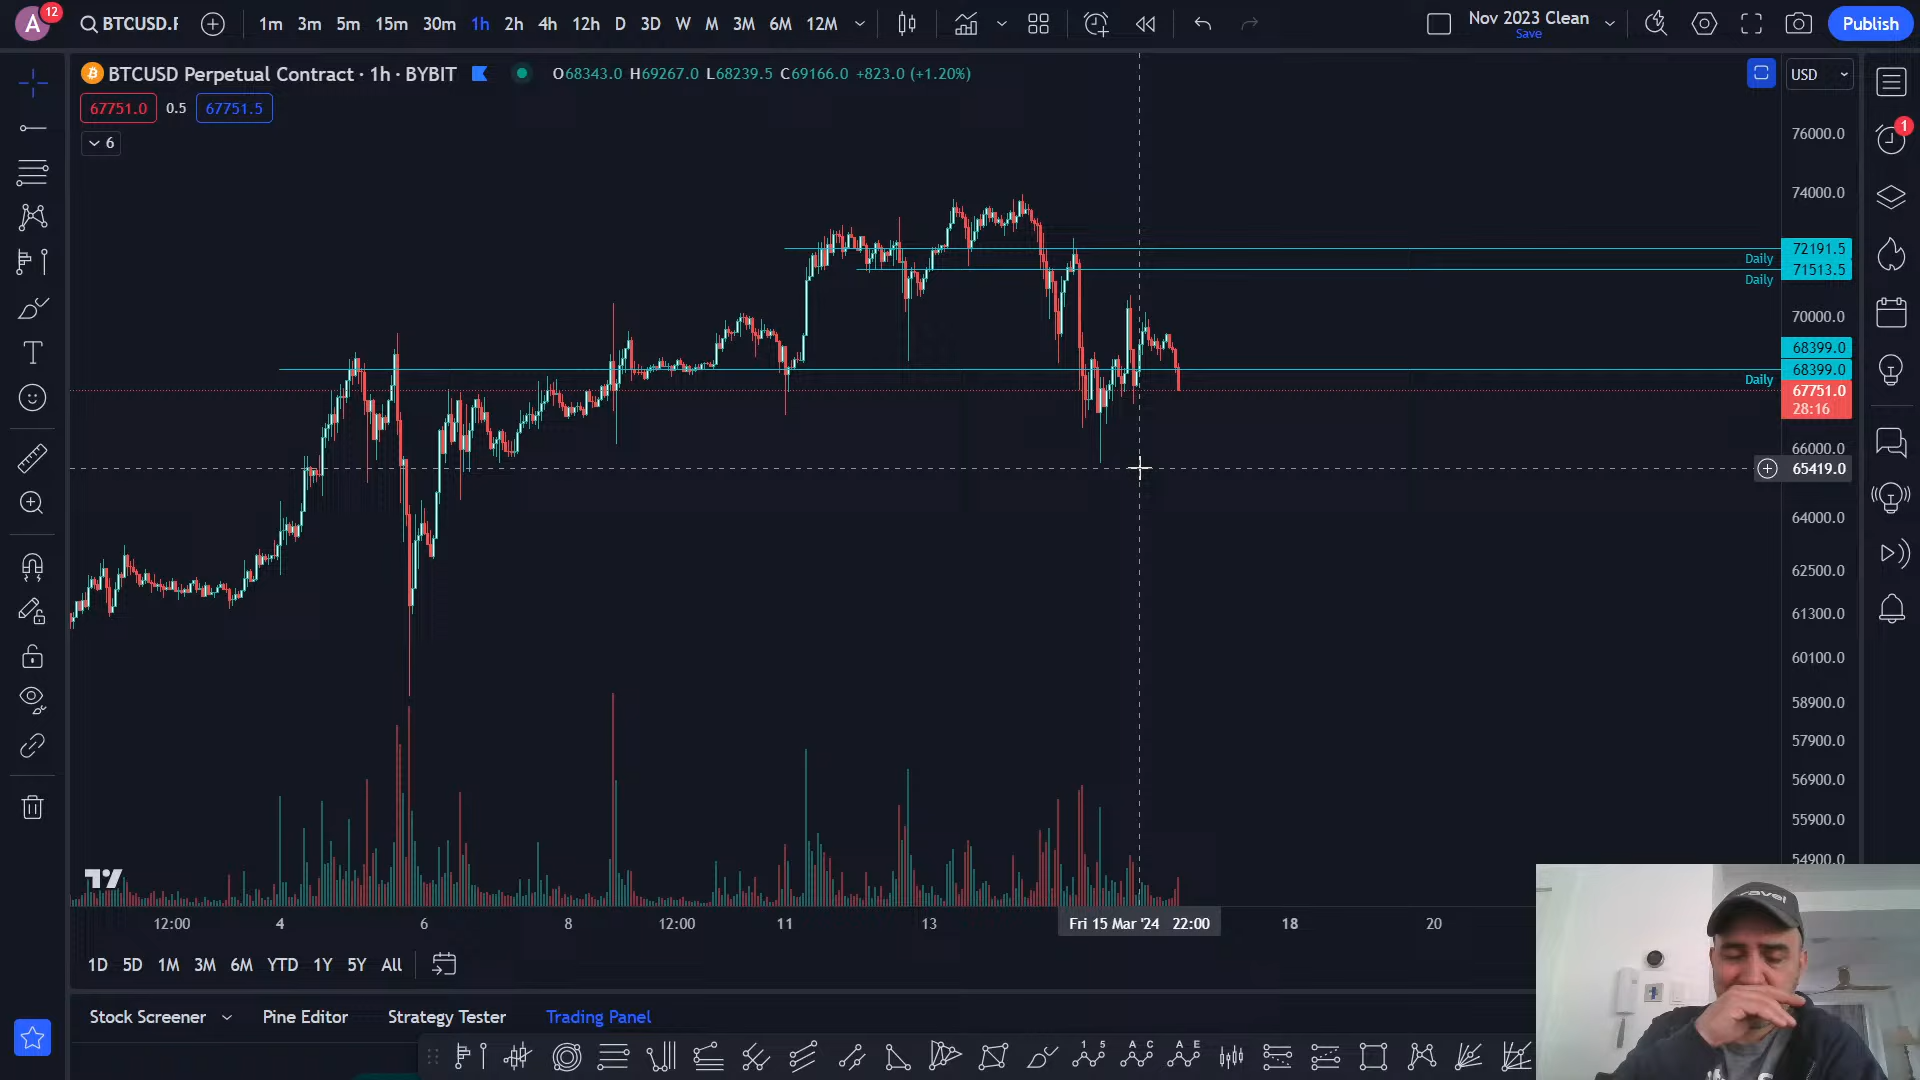 A 12 BTCUSD.F 1m 3m 5m 15m 30m 1h 2h 4h 12h D 3D W M 3M 6M 12M Nov 2023 Clean Save Publish
BTCUSD Perpetual Contract · 1h · BYBIT O68343.0 H69267.0 L68239.5 C69166.0 +823.0 (+1.20%) USD
67751.0 0.5 67751.5
6
1
76000.0
74000.0
72191.5
Daily
71513.5
Daily
70000.0
68399.0
68399.0
Daily
67751.0
28:16
66000.0
65419.0
64000.0
62500.0
61300.0
60100.0
58900.0
57900.0
56900.0
55900.0
54900.0
12:00 4 6 8 12:00 11 13 Fri 15 Mar '24 22:00 18 20
1D 5D 1M 3M 6M YTD 1Y 5Y All
Stock Screener Pine Editor Strategy Tester Trading Panel
1 5 A C A E